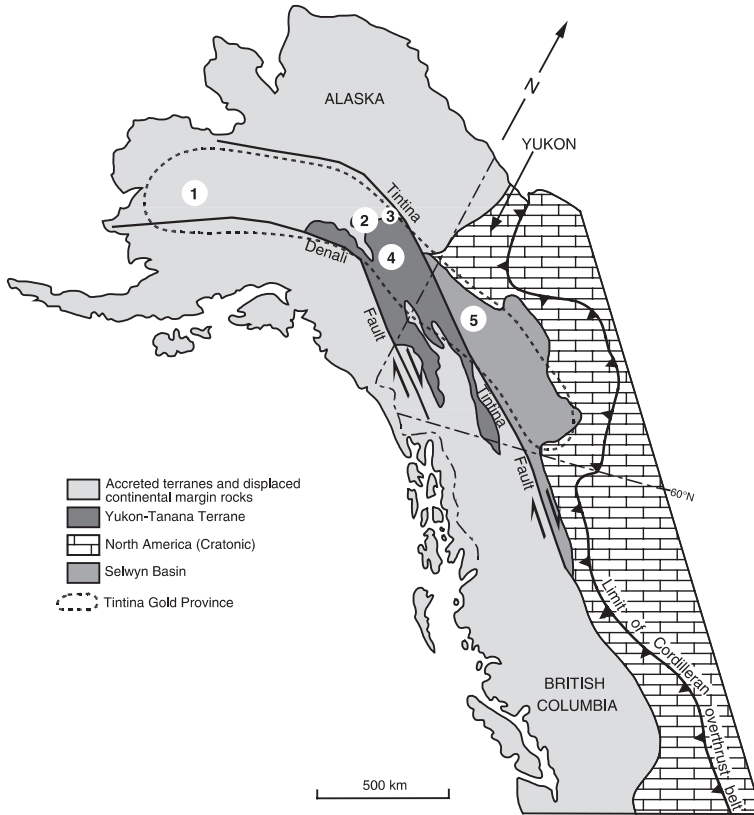 ALASKA
N
YUKON
1
2
3
Tintina
Denali
4
5
Fault
Tintina
Fault
60°N
Accreted terranes and displaced
continental margin rocks
Yukon-Tanana Terrane
North America (Cratonic)
Selwyn Basin
Tintina Gold Province
Limit of Cordilleran overthrust belt
BRITISH
COLUMBIA
500 km